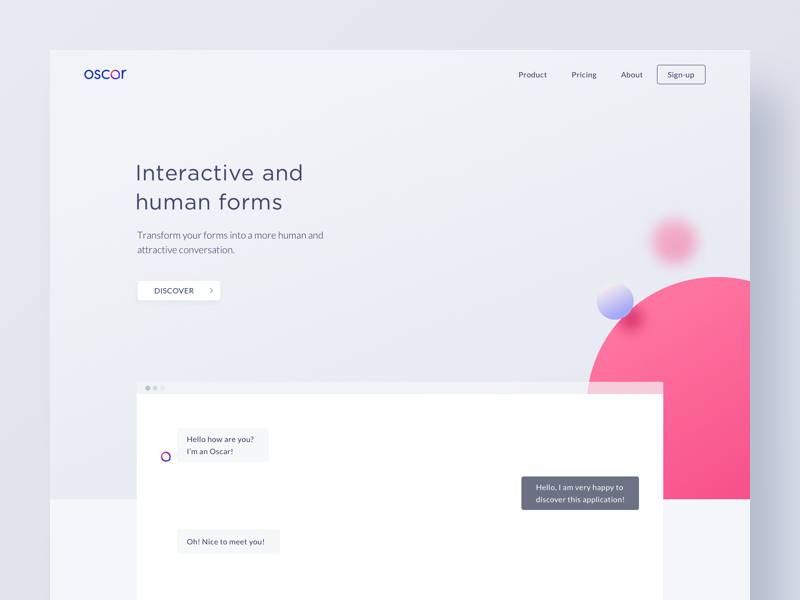 oscar
Product Pricing About Sign-up
Interactive and
human forms
Transform your forms into a more human and
attractive conversation.
DISCOVER
Hello how are you?
I'm an Oscar!
Hello, I am very happy to
discover this application!
Oh! Nice to meet you!